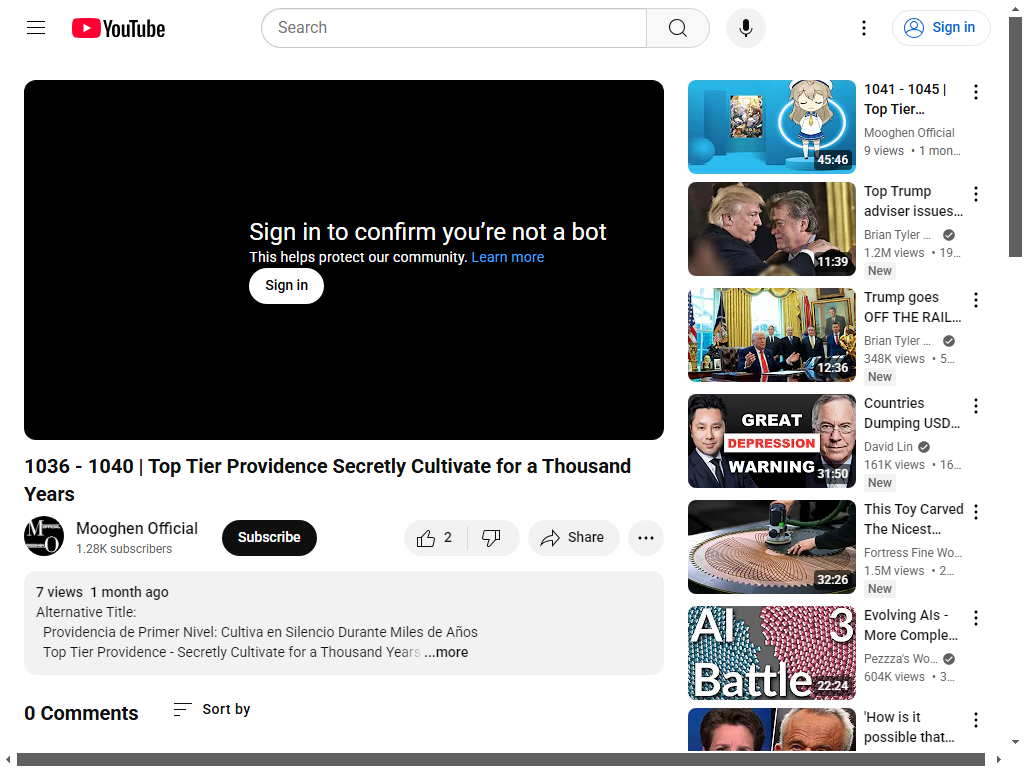 YouTube
Search
Sign in
Sign in to confirm you're not a bot
This helps protect our community. Learn more
Sign in
1036 - 1040 | Top Tier Providence Secretly Cultivate for a Thousand
Years
Mooghen Official
1.28K subscribers
Subscribe
2
Share
7 views 1 month ago
Alternative Title:
Providencia de Primer Nivel: Cultiva en Silencio Durante Miles de Años
Top Tier Providence - Secretly Cultivate for a Thousand Years ...more
0 Comments
Sort by
45:46
1041 - 1045 |
Top Tier…
Mooghen Official
9 views • 1 mon…
11:39
Top Trump
adviser issues…
Brian Tyler …
1.2M views • 19…
New
12:36
Trump goes
OFF THE RAIL…
Brian Tyler …
348K views • 5…
New
GREAT
DEPRESSION
WARNING
31:50
Countries
Dumping USD…
David Lin
161K views • 16…
New
32:26
This Toy Carved
The Nicest…
Fortress Fine Wo…
1.5M views • 2…
New
AI 3
Battle
22:24
Evolving AIs -
More Comple…
Pezzza's Wo…
604K views • 3…
'How is it
possible that…